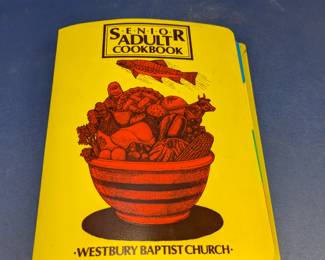 SENIOR
ADULT
COOKBOOK
·WESTBURY BAPTIST CHURCH·